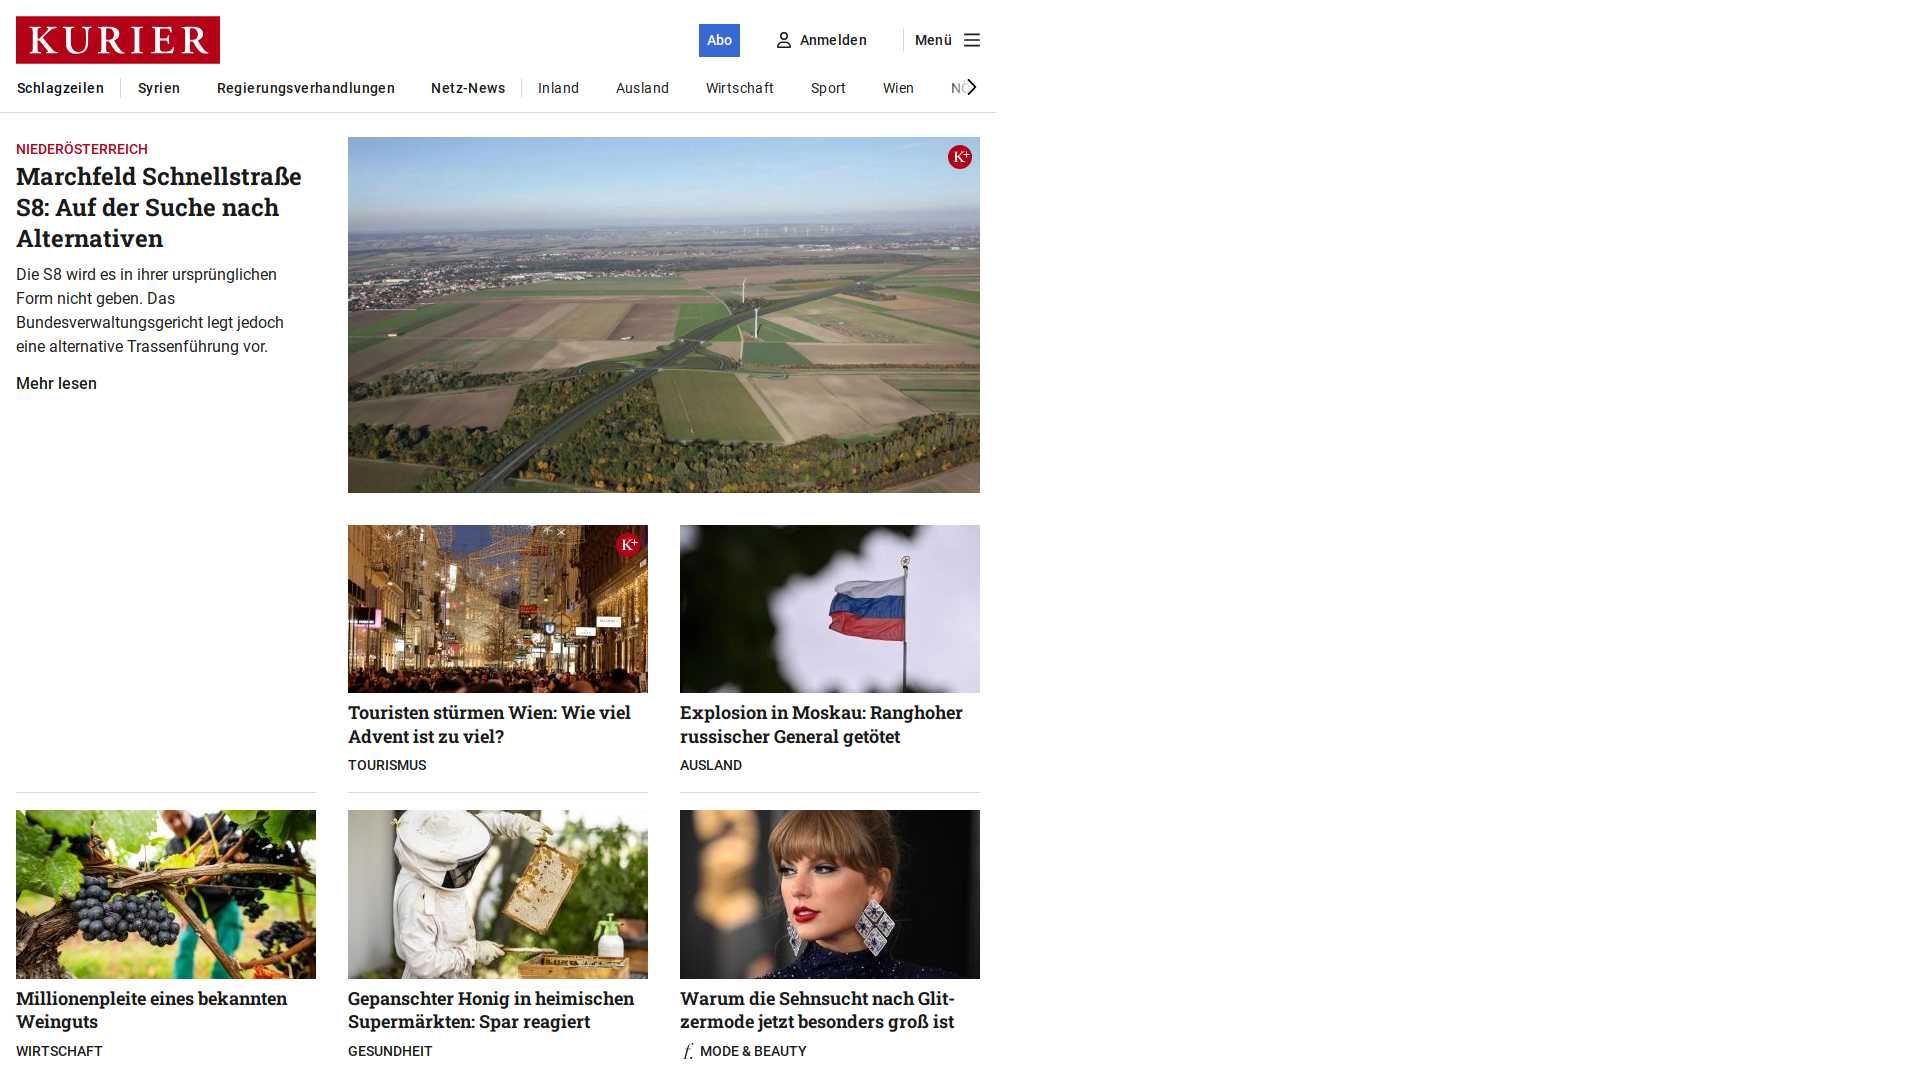 KURIER
Abo
Anmelden
Menü
Schlagzeilen
Syrien
Regierungsverhandlungen
Netz-News
Inland
Ausland
Wirtschaft
Sport
Wien
NÖ
NIEDERÖSTERREICH
Marchfeld Schnellstraße
S8: Auf der Suche nach
Alternativen
Die S8 wird es in ihrer ursprünglichen
Form nicht geben. Das
Bundesverwaltungsgericht legt jedoch
eine alternative Trassenführung vor.
Mehr lesen
K+
K+
Touristen stürmen Wien: Wie viel
Advent ist zu viel?
TOURISMUS
Explosion in Moskau: Ranghoher
russischer General getötet
AUSLAND
Millionenpleite eines bekannten
Weinguts
WIRTSCHAFT
Gepanschter Honig in heimischen
Supermärkten: Spar reagiert
GESUNDHEIT
Warum die Sehnsucht nach Glit-
zermode jetzt besonders groß ist
f. MODE & BEAUTY